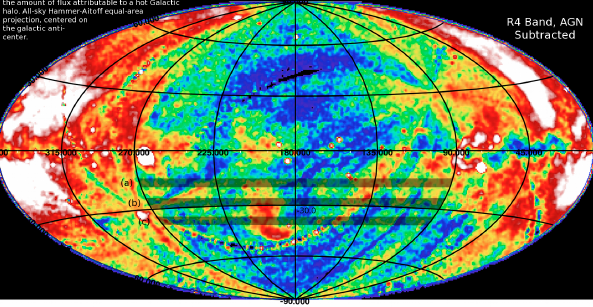 the amount of flux attributable to a hot Galactic
halo. All-sky Hammer-Aitoff equal-area
projection, centered on
the galactic anti-
center.
R4 Band, AGN
Subtracted
315.000 270.000 225.000 180.000 135.000 90.000 45.000
(a)
(b)
(c)
-90.000